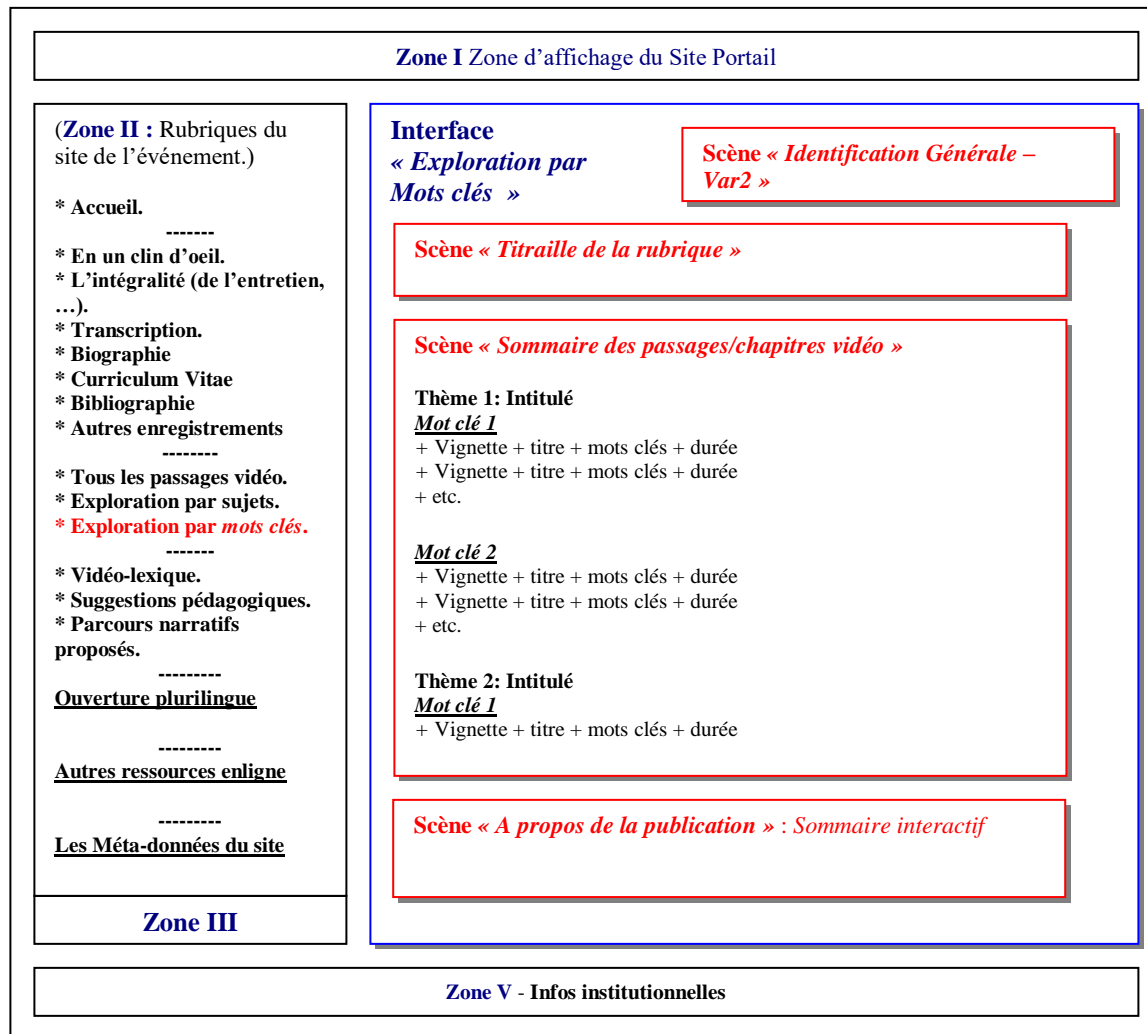 Zone I Zone d'affichage du Site Portail
(Zone II : Rubriques du
site de l'événement.)
* Accueil.
-------
* En un clin d'oeil.
* L'intégralité (de l'entretien,
…).
* Transcription.
* Biographie
* Curriculum Vitae
* Bibliographie
* Autres enregistrements
--------
* Tous les passages vidéo.
* Exploration par sujets.
* Exploration par mots clés.
-------
* Vidéo-lexique.
* Suggestions pédagogiques.
* Parcours narratifs
proposés.
---------
Ouverture plurilingue
---------
Autres ressources enligne
---------
Les Méta-données du site
Zone III
Interface
« Exploration par
Mots clés »
Scène « Identification Générale –
Var2 »
Scène « Titraille de la rubrique »
Scène « Sommaire des passages/chapitres vidéo »
Thème 1: Intitulé
Mot clé 1
+ Vignette + titre + mots clés + durée
+ Vignette + titre + mots clés + durée
+ etc.
Mot clé 2
+ Vignette + titre + mots clés + durée
+ Vignette + titre + mots clés + durée
+ etc.
Thème 2: Intitulé
Mot clé 1
+ Vignette + titre + mots clés + durée
Scène « A propos de la publication » : Sommaire interactif
Zone V - Infos institutionnelles